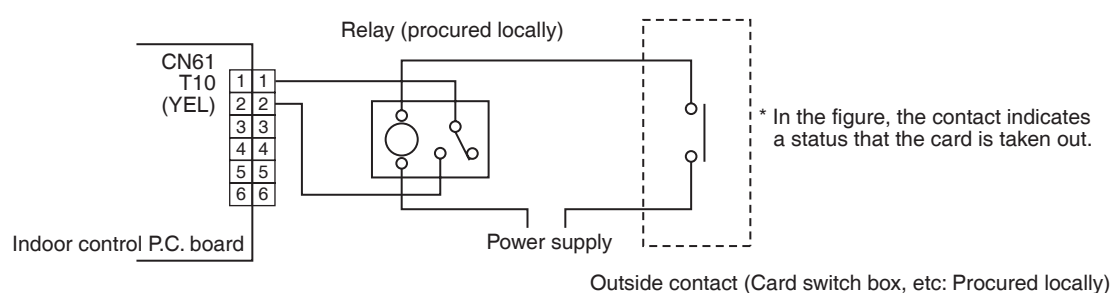 Relay (procured locally)
CN61
T10
(YEL)
1 1
2 2
3 3
4 4
5 5
6 6
* In the figure, the contact indicates
a status that the card is taken out.
Indoor control P.C. board
Power supply
Outside contact (Card switch box, etc: Procured locally)